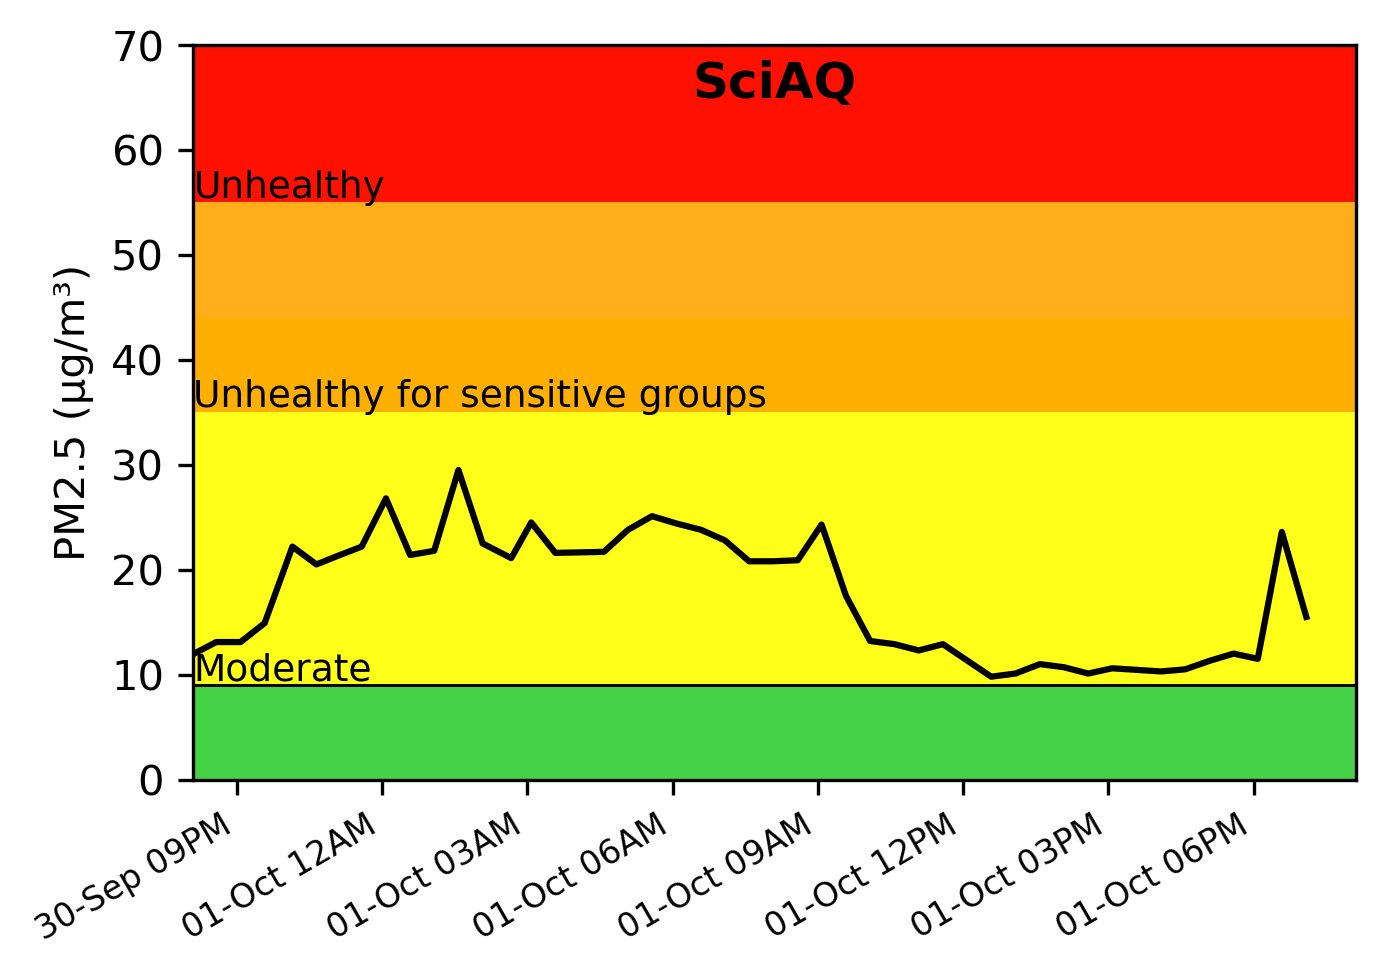 SciAQ
70
60
50
40
30
20
10
0
PM2.5 (µg/m³)
Unhealthy
Unhealthy for sensitive groups
Moderate
30-Sep 09PM
01-Oct 12AM
01-Oct 03AM
01-Oct 06AM
01-Oct 09AM
01-Oct 12PM
01-Oct 03PM
01-Oct 06PM